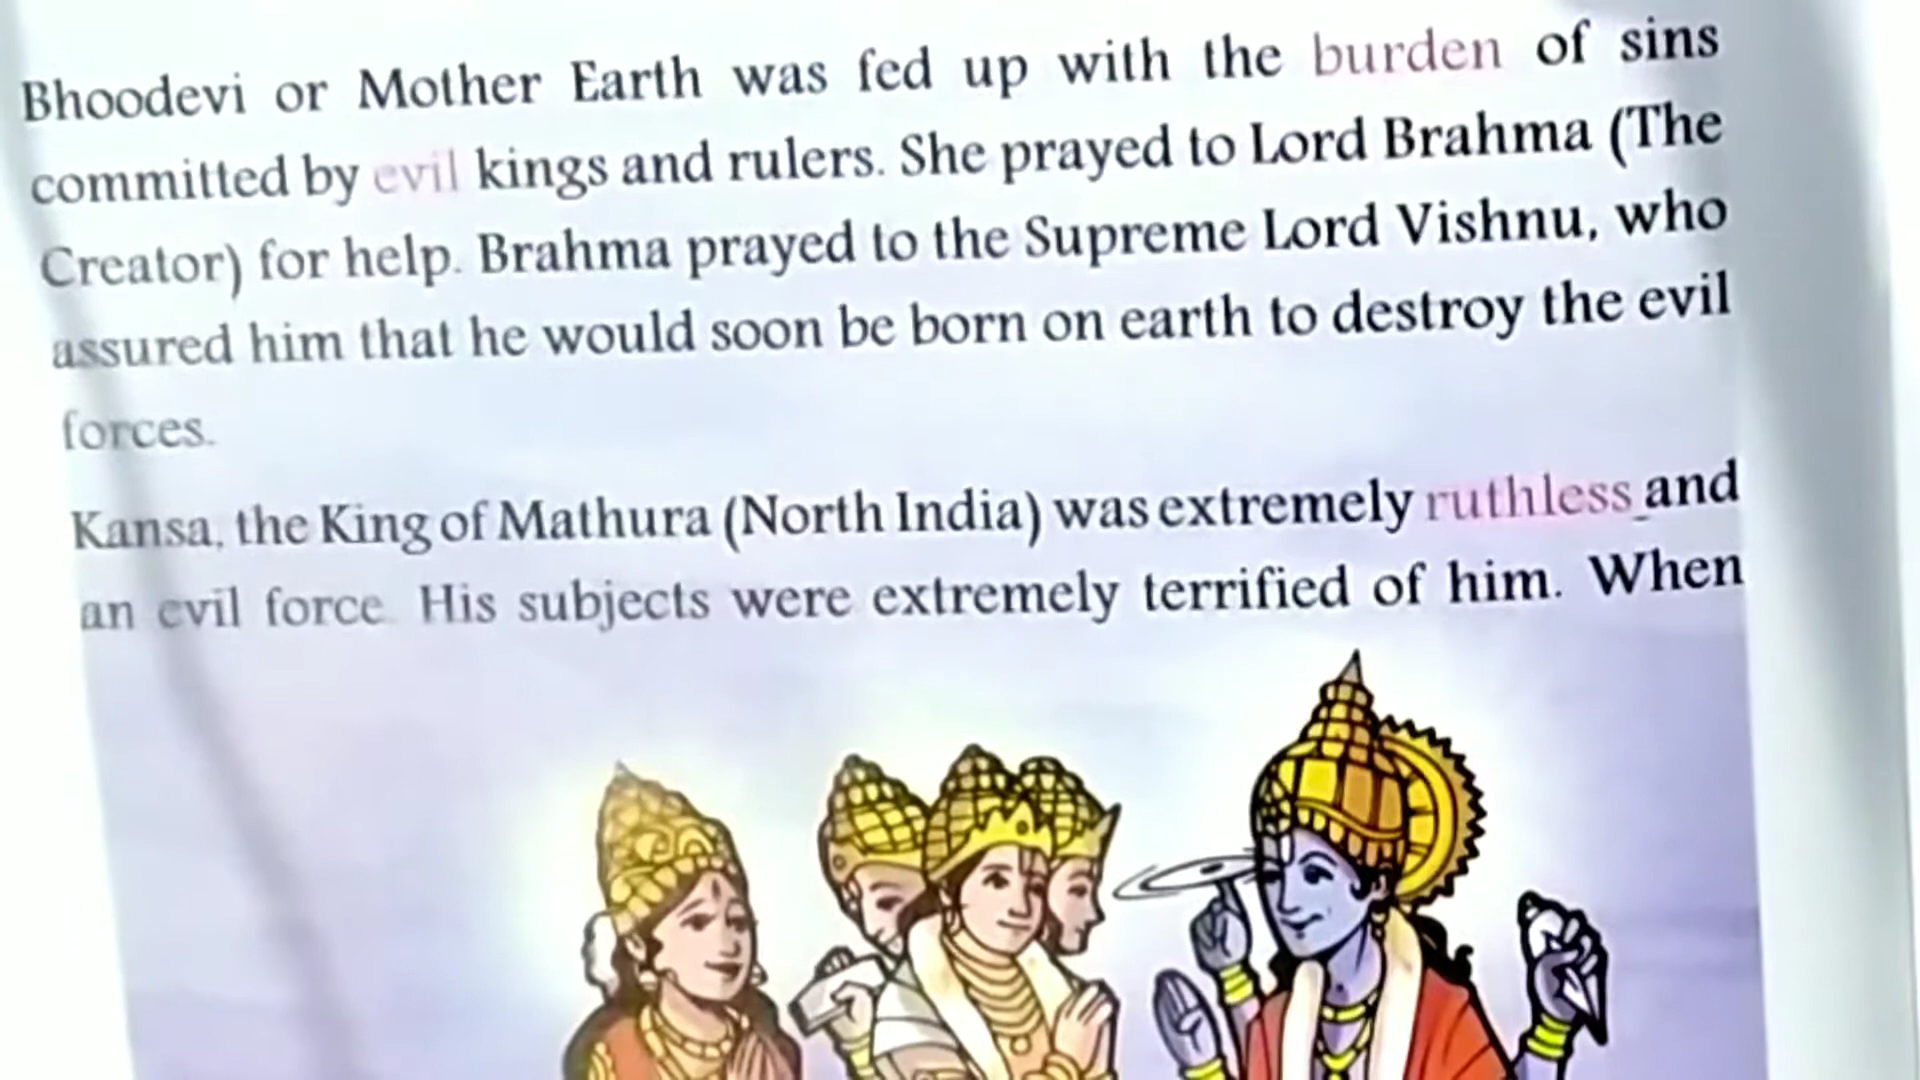 Bhoodevi or Mother Earth was fed up with the burden of sins
committed by evil kings and rulers. She prayed to Lord Brahma (The
Creator) for help. Brahma prayed to the Supreme Lord Vishnu, who
assured him that he would soon be born on earth to destroy the evil
forces.
Kansa, the King of Mathura (North India) was extremely ruthless and
an evil force. His subjects were extremely terrified of him. When